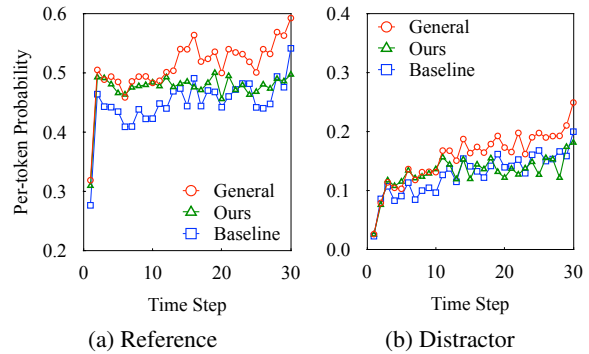 Per-token Probability
0.6
0.5
0.4
0.3
0.2
General
Ours
Baseline
0 10 20 30
Time Step
(a) Reference
0.4
0.3
0.2
0.1
0.0
General
Ours
Baseline
0 10 20 30
Time Step
(b) Distractor